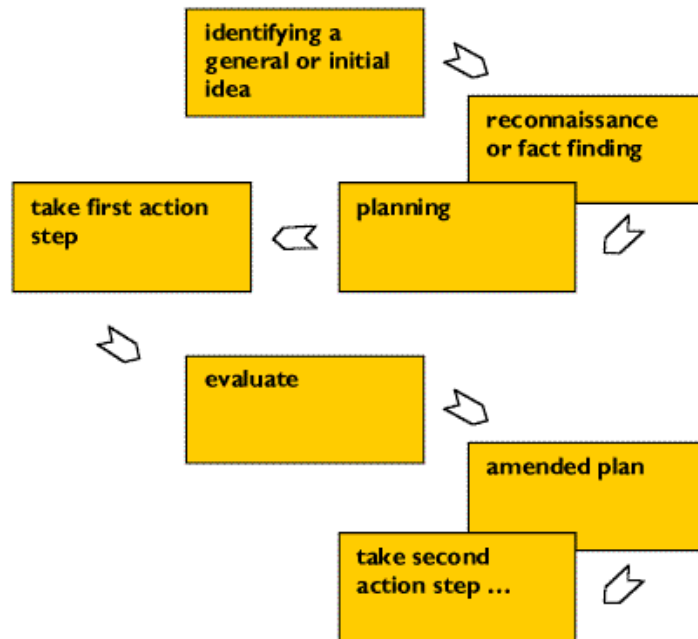 identifying a
general or initial
idea
reconnaissance
or fact finding
planning
take first action
step
evaluate
amended plan
take second
action step ...